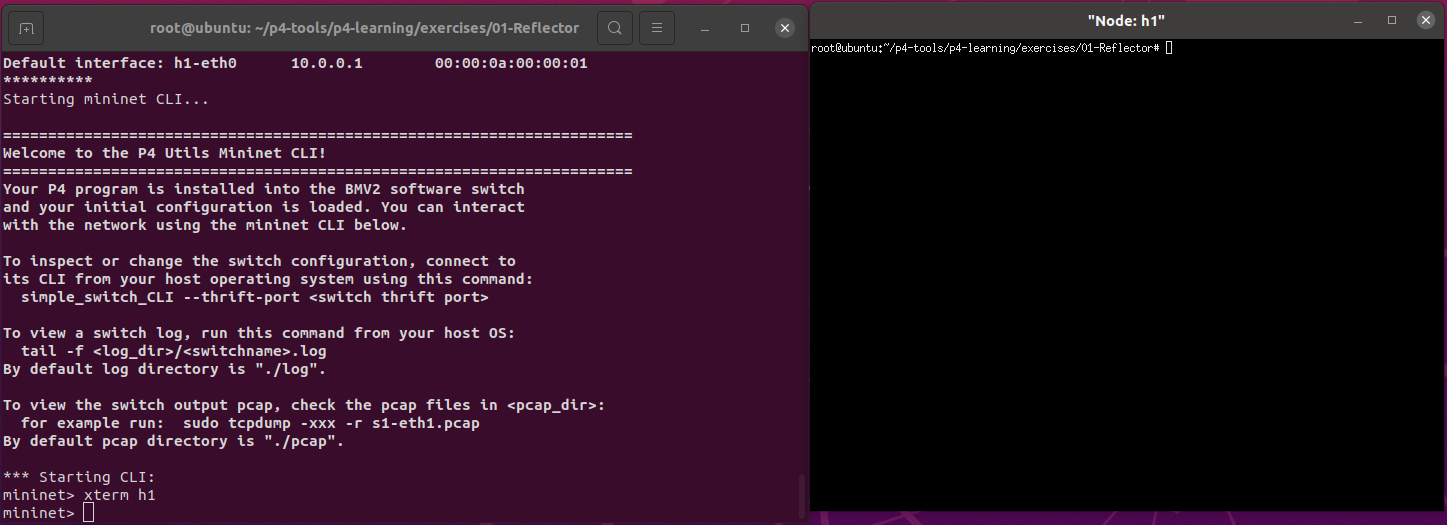 root@ubuntu: ~/p4-tools/p4-learning/exercises/01-Reflector
Default interface: h1-eth0      10.0.0.1        00:00:0a:00:00:01
**********
Starting mininet CLI...
======================================================================
Welcome to the P4 Utils Mininet CLI!
======================================================================
Your P4 program is installed into the BMV2 software switch
and your initial configuration is loaded. You can interact
with the network using the mininet CLI below.
To inspect or change the switch configuration, connect to
its CLI from your host operating system using this command:
  simple_switch_CLI --thrift-port <switch thrift port>
To view a switch log, run this command from your host OS:
  tail -f <log_dir>/<switchname>.log
By default log directory is "./log".
To view the switch output pcap, check the pcap files in <pcap_dir>:
  for example run:  sudo tcpdump -xxx -r s1-eth1.pcap
By default pcap directory is "./pcap".
*** Starting CLI:
mininet> xterm h1
mininet>
"Node: h1"
root@ubuntu:~/p4-tools/p4-learning/exercises/01-Reflector#